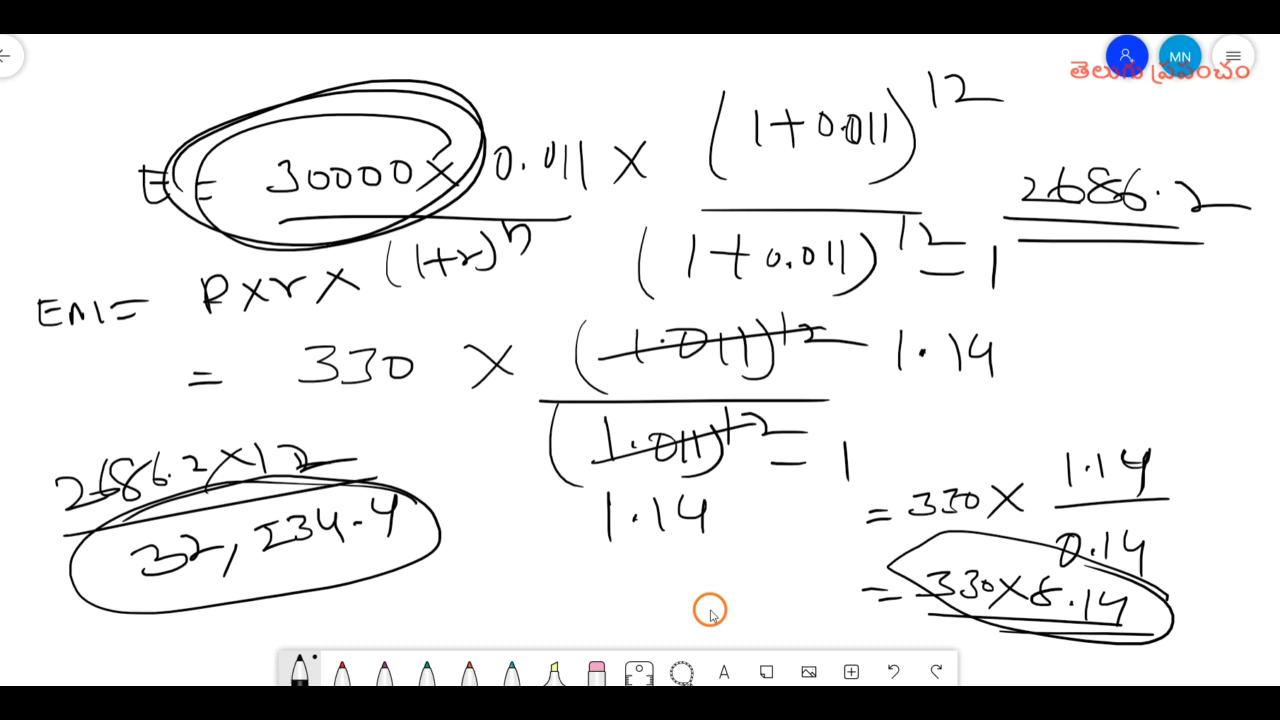 MN
తెలుగు ప్రపంచం
E = 30000 × 0.011 × (1+0.011)^12
(1+0.011)^12 - 1
2686.2
EMI = P×r× (1+r)^n
= 330 × (1.011)^12 1.14
(1.011)^12 - 1
1.14
2686.2×12
32,234.4
= 330 × 1.14
0.14
= 330×8.14
A